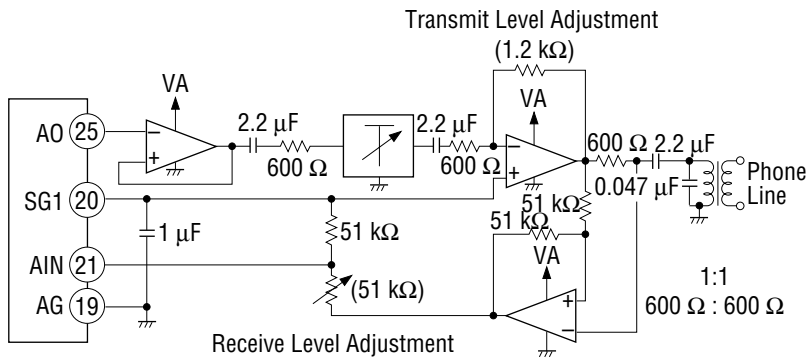 Transmit Level Adjustment
(1.2 kΩ)
VA
VA
2.2 μF
2.2 μF
600 Ω
2.2 μF
AO 25
−
+
600 Ω
600 Ω
−
+
0.047 μF
Phone
Line
SG1 20
51 kΩ
51 kΩ
1 μF
51 kΩ
AIN 21
VA
(51 kΩ)
+
−
1:1
600 Ω : 600 Ω
AG 19
Receive Level Adjustment